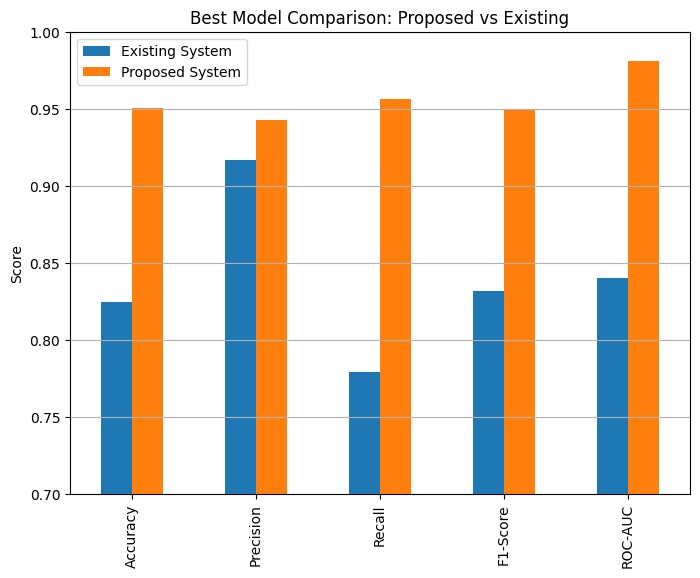 Best Model Comparison: Proposed vs Existing
Existing System
Proposed System
1.00
0.95
0.90
0.85
0.80
0.75
0.70
Score
Accuracy
Precision
Recall
F1-Score
ROC-AUC